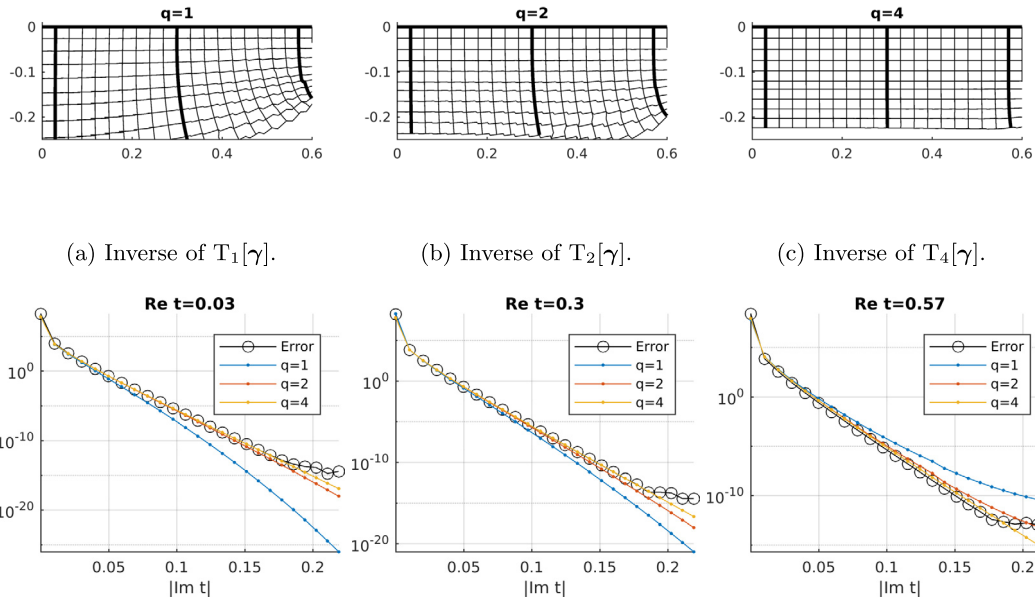 q=1
q=2
q=4
0
-0.1
-0.2
0
0.2
0.4
0.6
0
-0.1
-0.2
0
0.2
0.4
0.6
0
-0.1
-0.2
0
0.2
0.4
0.6
(a) Inverse of T₁[γ].
(b) Inverse of T₂[γ].
(c) Inverse of T₄[γ].
Re t=0.03
10⁰
10⁻¹⁰
10⁻²⁰
Error
q=1
q=2
q=4
0.05
0.1
0.15
0.2
|Im t|
Re t=0.3
10⁰
10⁻¹⁰
10⁻²⁰
Error
q=1
q=2
q=4
0.05
0.1
0.15
0.2
|Im t|
Re t=0.57
10⁰
10⁻¹⁰
Error
q=1
q=2
q=4
0.05
0.1
0.15
0.2
|Im t|